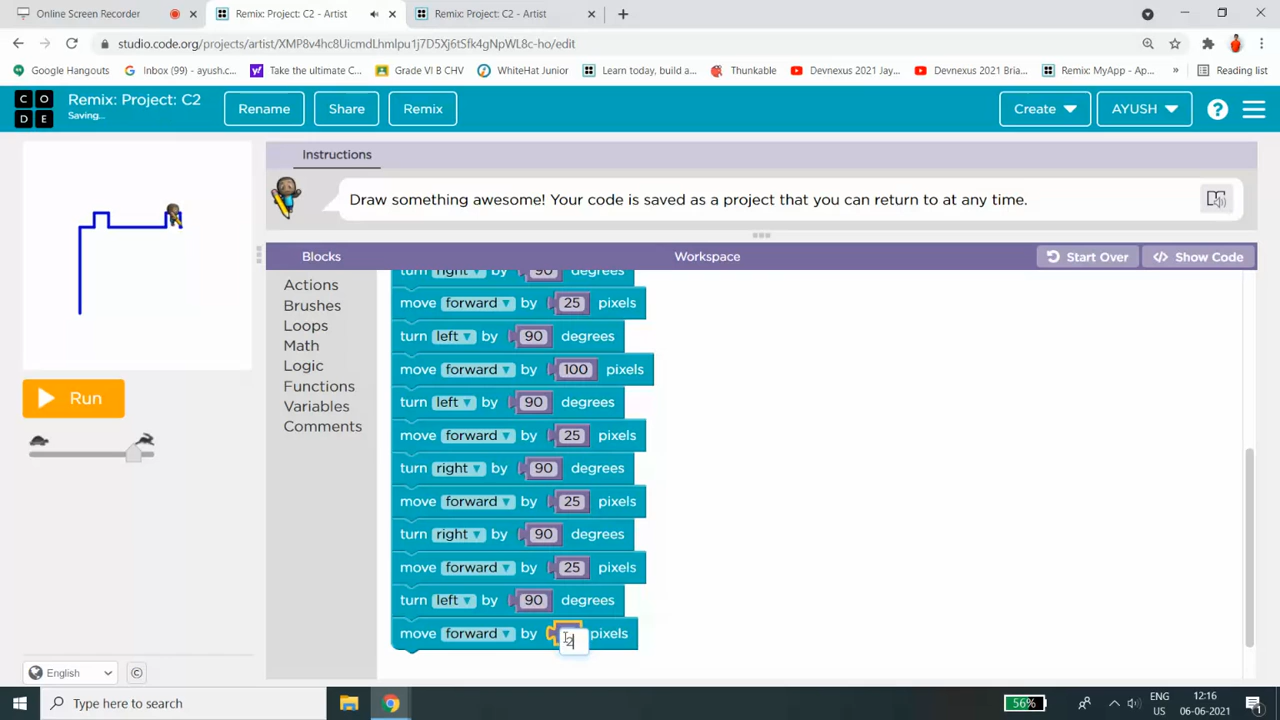 Online Screen Recorder
Remix: Project: C2 - Artist
Remix: Project: C2 - Artist
studio.code.org/projects/artist/XMP8v4hc8UicmdLhmlpu1j7D5Xj6tSfk4gNpWL8c-ho/edit
Google Hangouts
Inbox (99) - ayush.c...
Take the ultimate C...
Grade VI B CHV
WhiteHat Junior
Learn today, build a...
Thunkable
Devnexus 2021 Jay...
Devnexus 2021 Bria...
Remix: MyApp - Ap...
»
Reading list
CODE
Remix: Project: C2
Saving...
Rename
Share
Remix
Create
AYUSH
?
Instructions
Draw something awesome! Your code is saved as a project that you can return to at any time.
Blocks
Workspace
Start Over
</> Show Code
Actions
Brushes
Loops
Math
Logic
Functions
Variables
Comments
Run
turn right by 90 degrees
move forward by 25 pixels
turn left by 90 degrees
move forward by 100 pixels
turn left by 90 degrees
move forward by 25 pixels
turn right by 90 degrees
move forward by 25 pixels
turn right by 90 degrees
move forward by 25 pixels
turn left by 90 degrees
move forward by 2 pixels
English
©
Type here to search
56%
ENG
US
12:16
06-06-2021
1